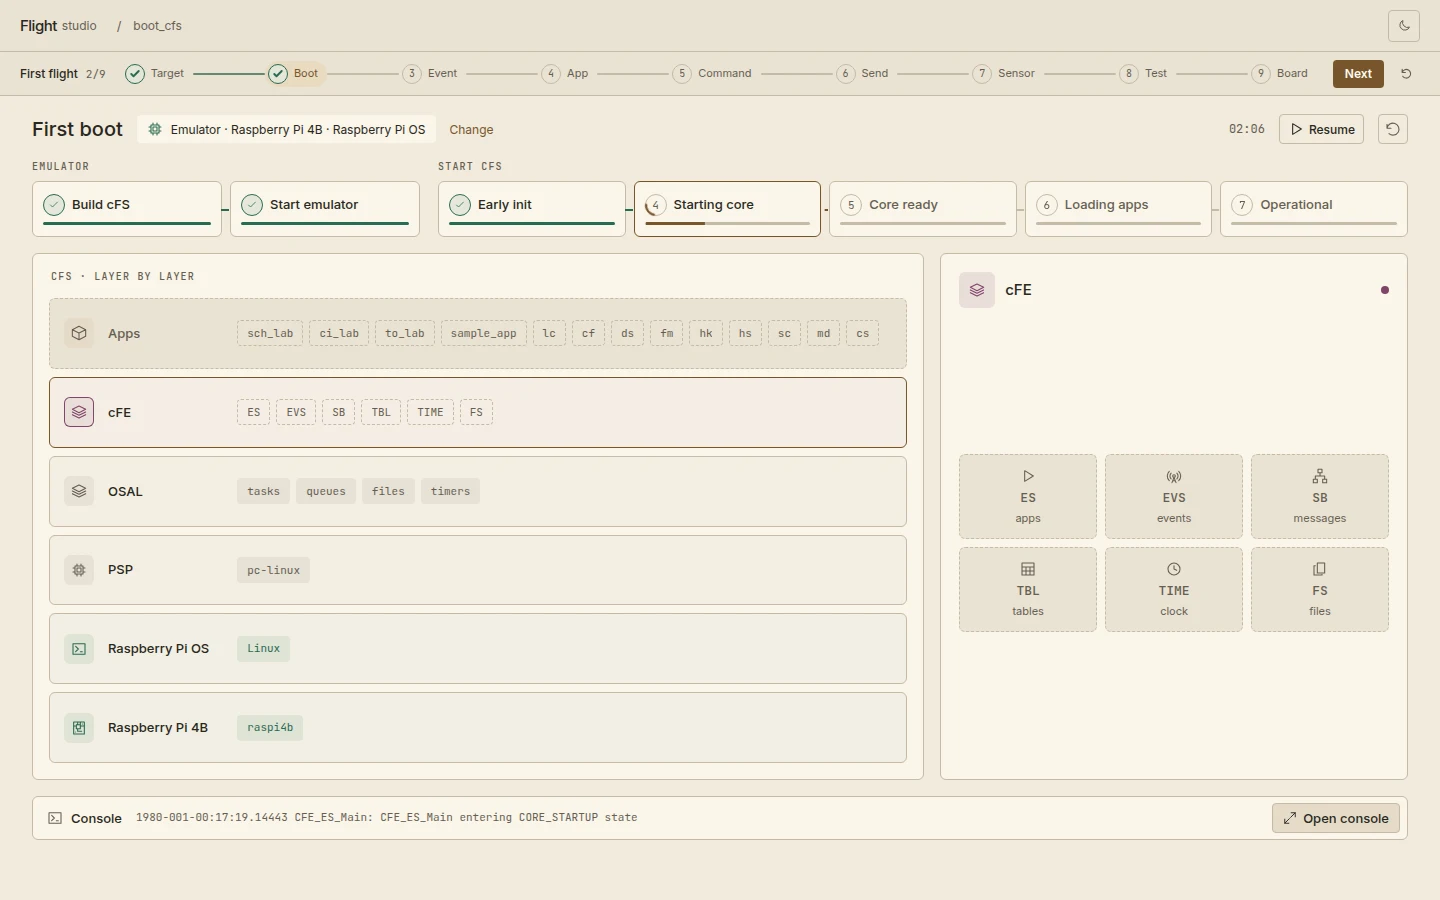 Flight studio / boot_cfs
First flight 2/9 Target Boot 3 Event 4 App 5 Command 6 Send 7 Sensor 8 Test 9 Board Next
First boot Emulator · Raspberry Pi 4B · Raspberry Pi OS Change 02:06 Resume
EMULATOR START CFS
Build cFS Start emulator Early init 4 Starting core 5 Core ready 6 Loading apps 7 Operational
CFS · LAYER BY LAYER
Apps sch_lab ci_lab to_lab sample_app lc cf ds fm hk hs sc md cs
cFE ES EVS SB TBL TIME FS
OSAL tasks queues files timers
PSP pc-linux
Raspberry Pi OS Linux
Raspberry Pi 4B raspi4b
cFE
ES EVS SB
apps events messages
TBL TIME FS
tables clock files
Console 1980-001-00:17:19.14443 CFE_ES_Main: CFE_ES_Main entering CORE_STARTUP state Open console